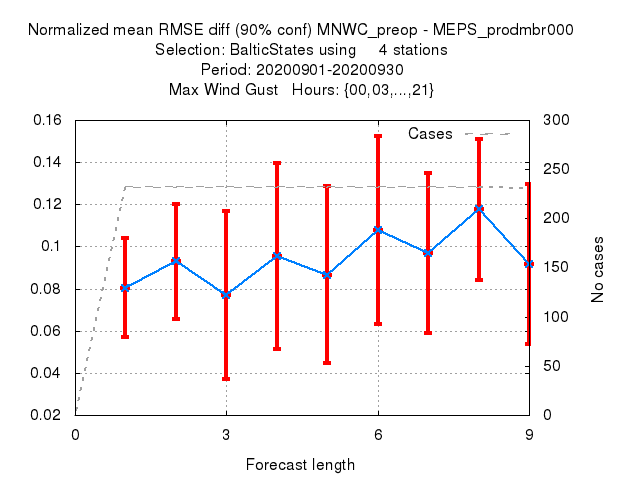 Normalized mean RMSE diff (90% conf) MNWC_preop - MEPS_prodmbr000
Selection: BalticStates using 4 stations
Period: 20200901-20200930
Max Wind Gust Hours: {00,03,...,21}
Cases
0.16
0.14
0.12
0.1
0.08
0.06
0.04
0.02
300
250
200
150
100
50
0
No cases
0 3 6 9
Forecast length